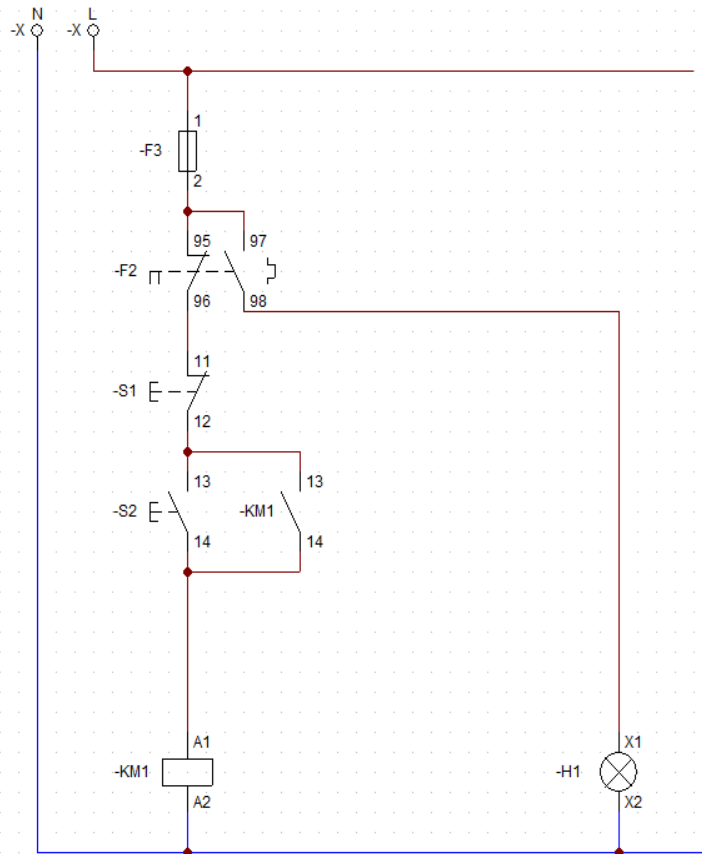 N L
-X -X
1
-F3
2
95 97
-F2
96 98
11
-S1
12
13 13
-S2 -KM1
14 14
A1 X1
-KM1 -H1
A2 X2